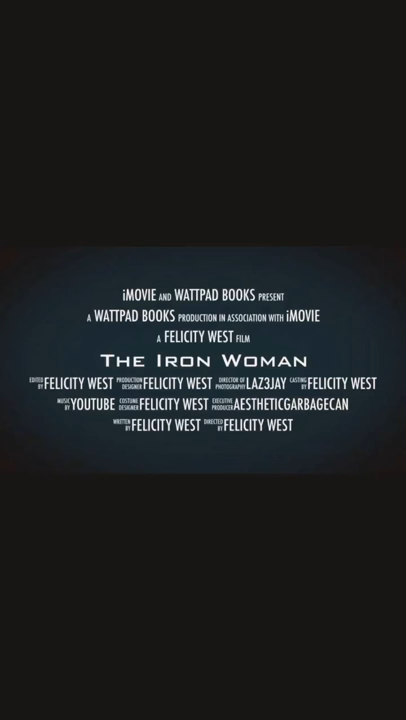 iMOVIE AND WATTPAD BOOKS PRESENT
A WATTPAD BOOKS PRODUCTION IN ASSOCIATION WITH iMOVIE
A FELICITY WEST FILM
THE IRON WOMAN
EDITED BY FELICITY WEST PRODUCTION DESIGNER FELICITY WEST DIRECTOR OF PHOTOGRAPHY LAZ3JAY CASTING BY FELICITY WEST
MUSIC BY YOUTUBE COSTUME DESIGNER FELICITY WEST EXECUTIVE PRODUCER AESTHETICGARBAGECAN
WRITTEN BY FELICITY WEST DIRECTED BY FELICITY WEST